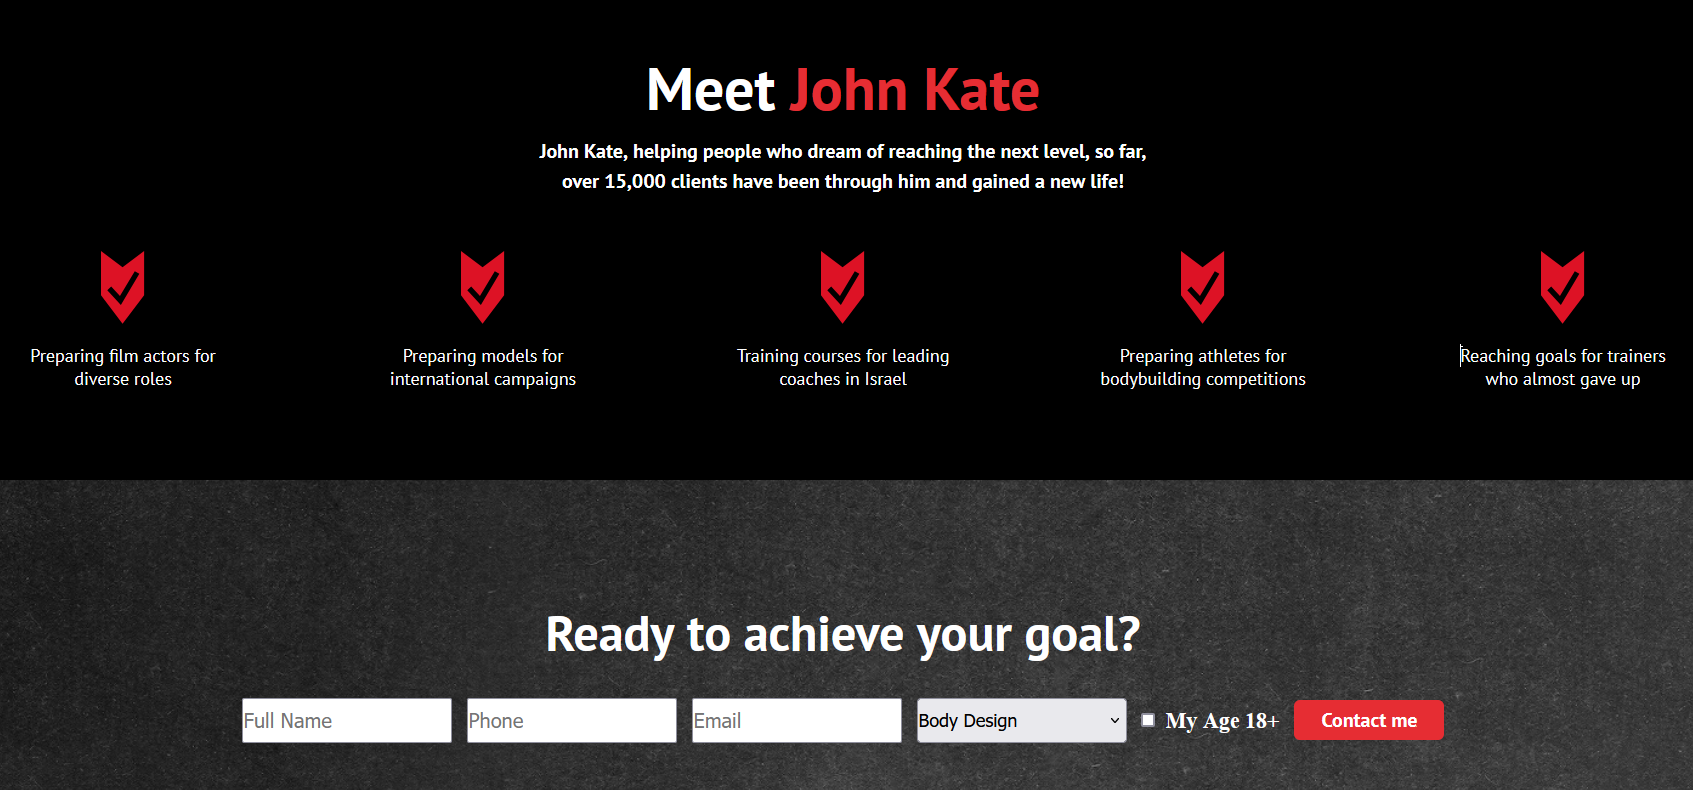 Meet John Kate
John Kate, helping people who dream of reaching the next level, so far,
over 15,000 clients have been through him and gained a new life!
Preparing film actors for
diverse roles
Preparing models for
international campaigns
Training courses for leading
coaches in Israel
Preparing athletes for
bodybuilding competitions
Reaching goals for trainers
who almost gave up
Ready to achieve your goal?
Full Name
Phone
Email
Body Design
My Age 18+
Contact me